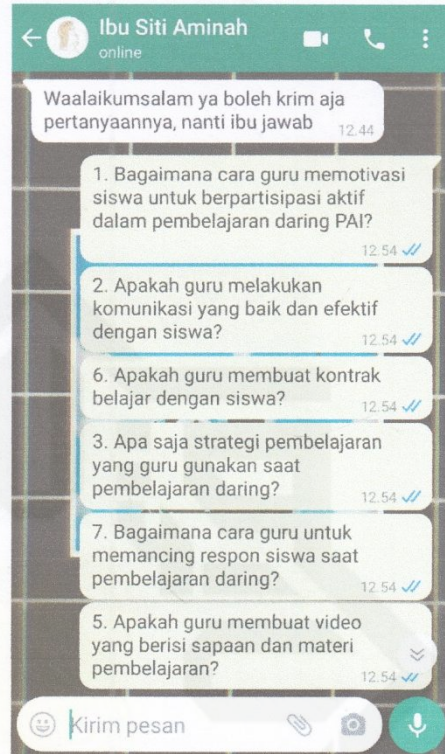 Ibu Siti Aminah
online
Waalaikumsalam ya boleh krim aja
pertanyaannya, nanti ibu jawab
12.44
1. Bagaimana cara guru memotivasi
siswa untuk berpartisipasi aktif
dalam pembelajaran daring PAI?
12.54
2. Apakah guru melakukan
komunikasi yang baik dan efektif
dengan siswa?
12.54
6. Apakah guru membuat kontrak
belajar dengan siswa?
12.54
3. Apa saja strategi pembelajaran
yang guru gunakan saat
pembelajaran daring?
12.54
7. Bagaimana cara guru untuk
memancing respon siswa saat
pembelajaran daring?
12.54
5. Apakah guru membuat video
yang berisi sapaan dan materi
pembelajaran?
12.54
Kirim pesan